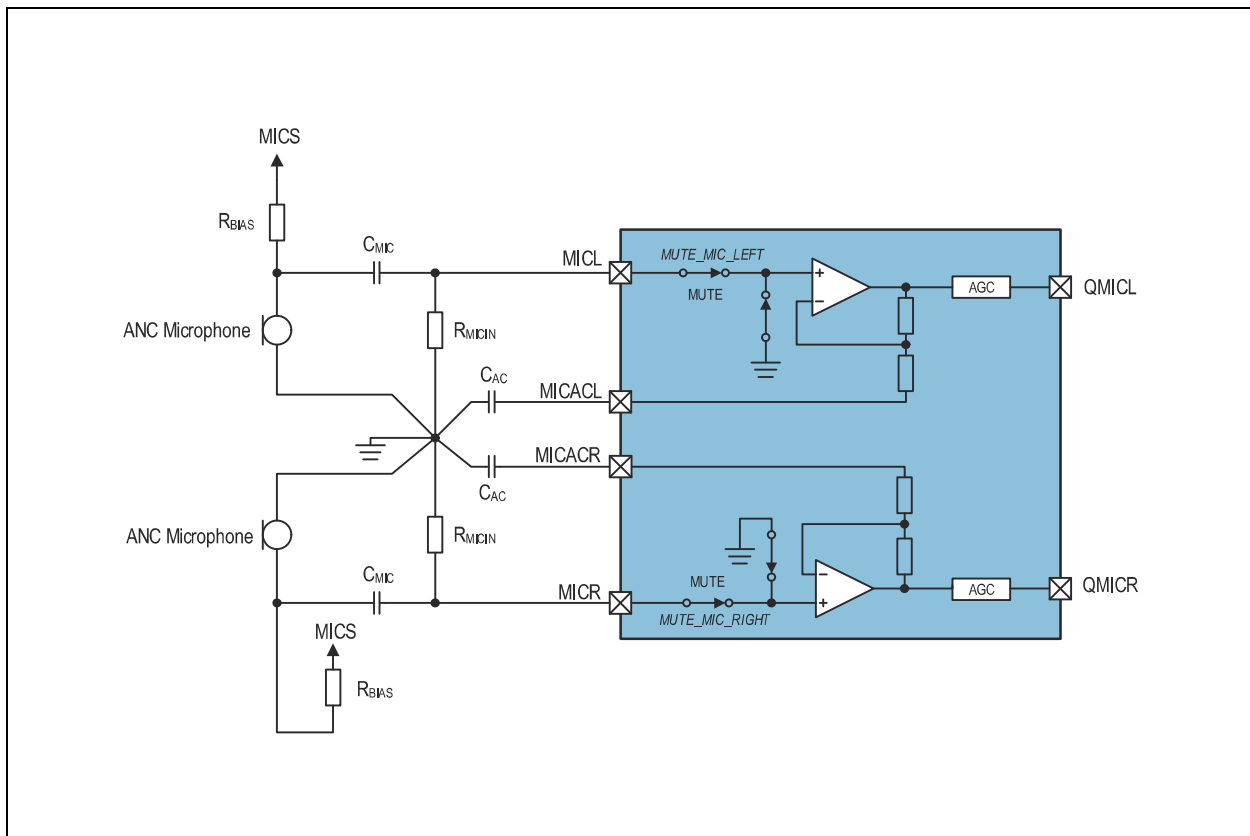 MICS
RBIAS
CMIC
MICL
MUTE_MIC_LEFT
MUTE
AGC
QMICL
ANC Microphone
RMICIN
CAC
MICACL
MICACR
CAC
ANC Microphone
RMICIN
CMIC
MICR
MUTE
MUTE_MIC_RIGHT
AGC
QMICR
MICS
RBIAS